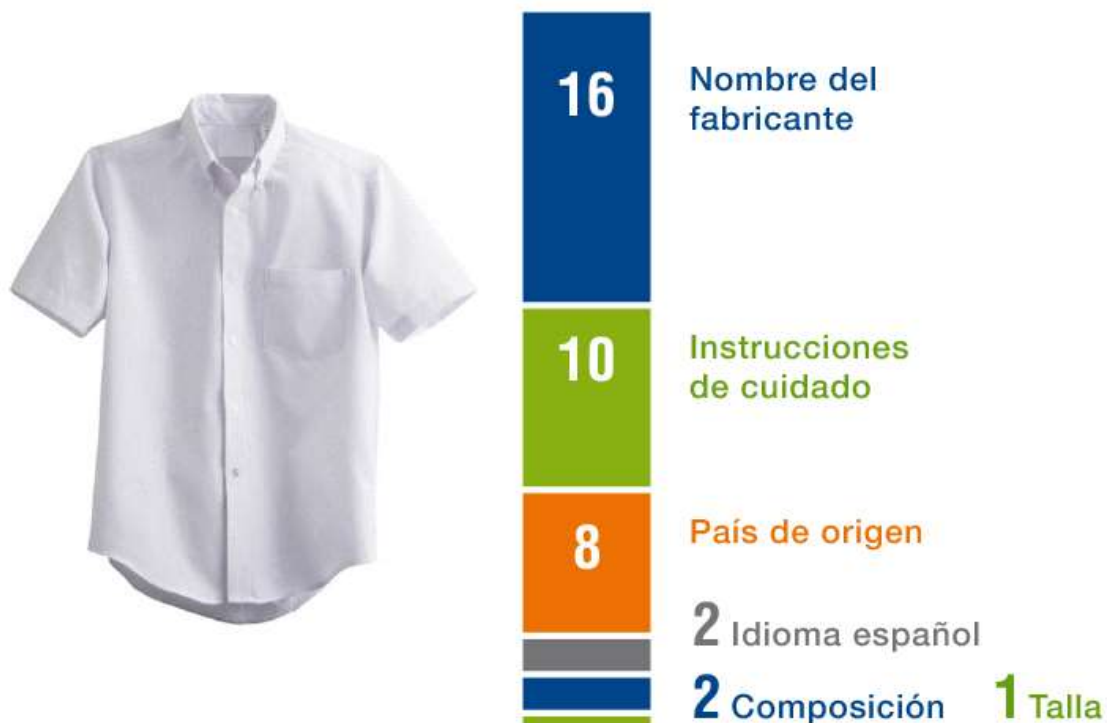 16 Nombre del
fabricante
10 Instrucciones
de cuidado
8 País de origen
2 Idioma español
2 Composición 1 Talla